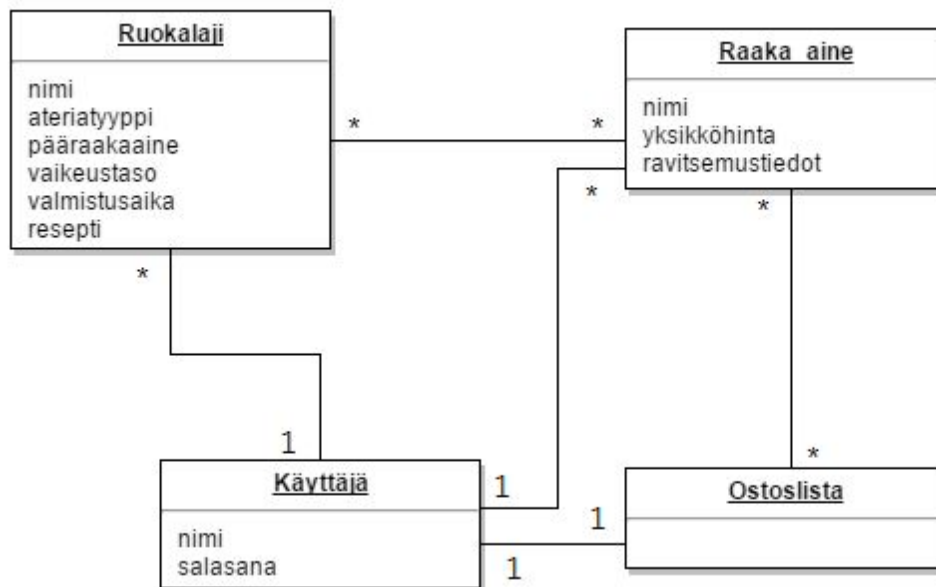 Ruokalaji
nimi
ateriatyyppi
pääraakaaine
vaikeustaso
valmistusaika
resepti
*
*
Raaka_aine
nimi
yksikköhinta
ravitsemustiedot
*
*
*
1
Käyttäjä
nimi
salasana
1
1
1
*
Ostoslista